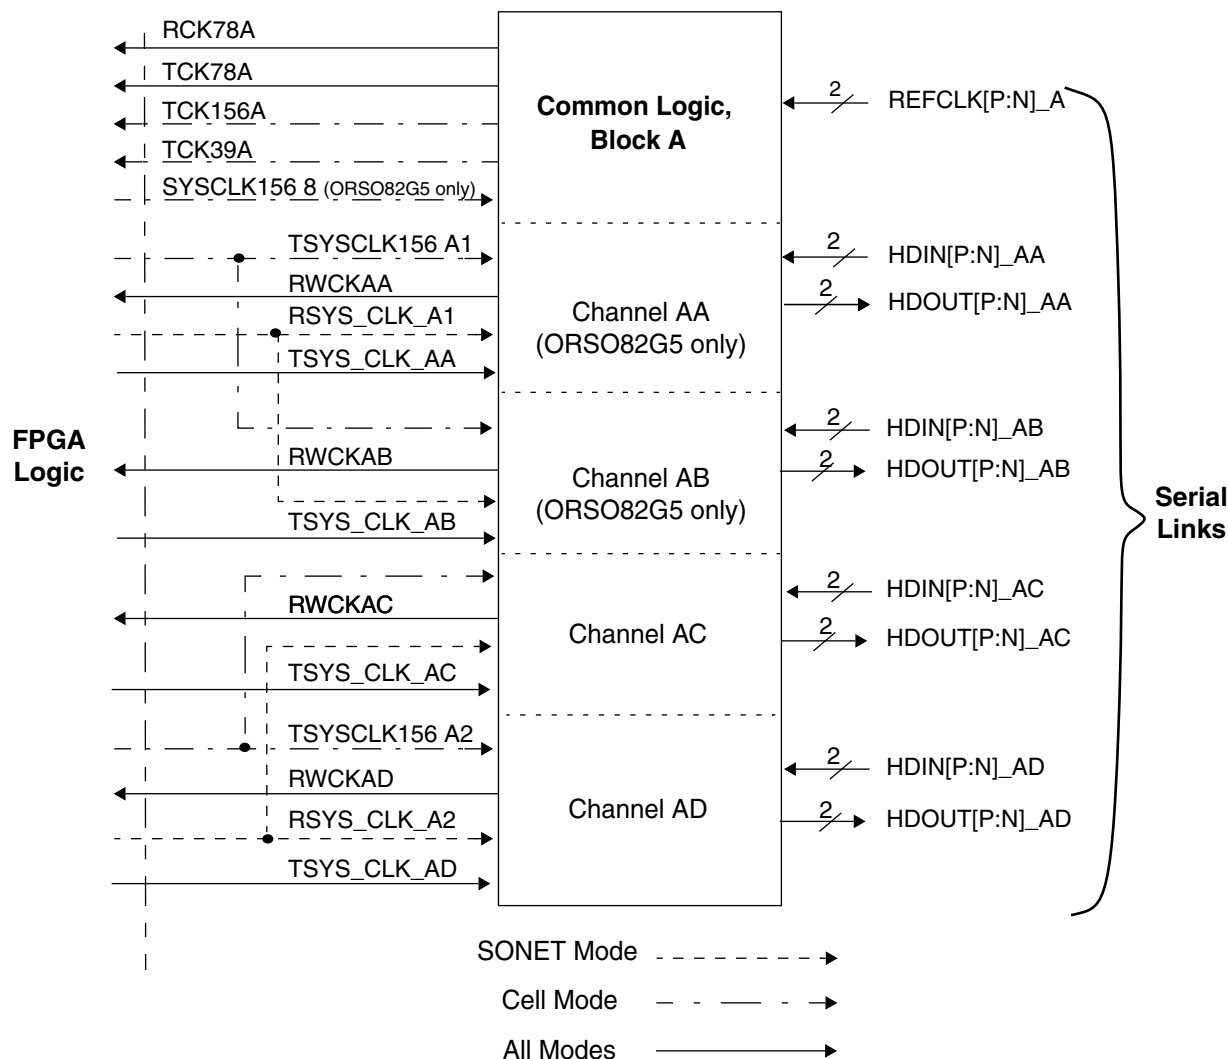 RCK78A
TCK78A
TCK156A
TCK39A
SYSCLK156 8 (ORSO82G5 only)
Common Logic,
Block A
2
REFCLK[P:N]_A
TSYSCLK156 A1
RWCKAA
RSYS_CLK_A1
TSYS_CLK_AA
Channel AA
(ORSO82G5 only)
2
HDIN[P:N]_AA
2
HDOUT[P:N]_AA
FPGA
Logic
RWCKAB
TSYS_CLK_AB
Channel AB
(ORSO82G5 only)
2
HDIN[P:N]_AB
2
HDOUT[P:N]_AB
Serial
Links
RWCKAC
TSYS_CLK_AC
Channel AC
2
HDIN[P:N]_AC
2
HDOUT[P:N]_AC
TSYSCLK156 A2
RWCKAD
RSYS_CLK_A2
TSYS_CLK_AD
Channel AD
2
HDIN[P:N]_AD
2
HDOUT[P:N]_AD
SONET Mode
Cell Mode
All Modes